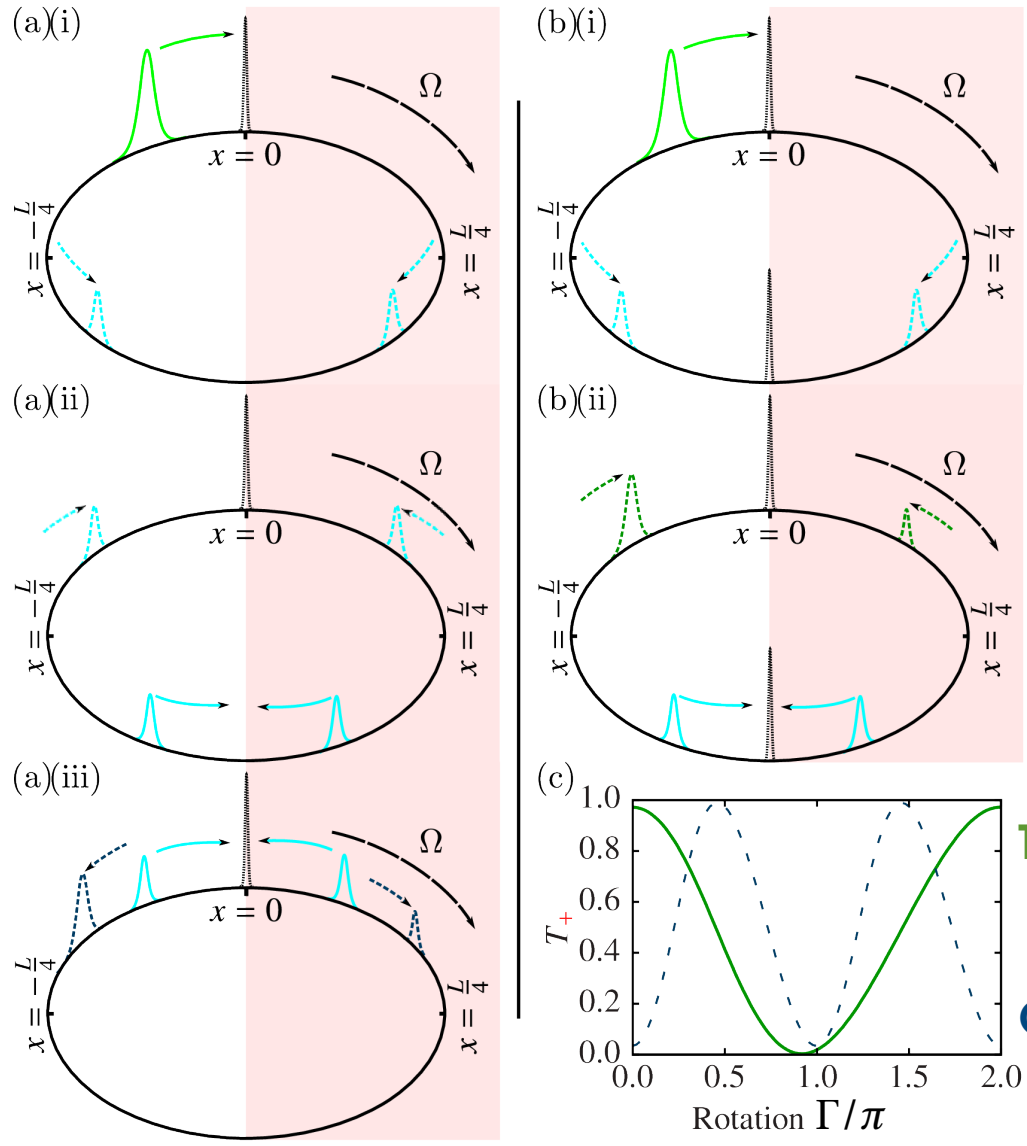 (a)(i)
Ω
x = 0
x = −L/4
x = L/4
(a)(ii)
Ω
x = 0
x = −L/4
x = L/4
(a)(iii)
Ω
x = 0
x = −L/4
x = L/4
(b)(i)
Ω
x = 0
x = −L/4
x = L/4
(b)(ii)
Ω
x = 0
x = −L/4
x = L/4
(c)
1.0
0.8
0.6
0.4
0.2
0.0
T+
0.0 0.5 1.0 1.5 2.0
Rotation Γ/π